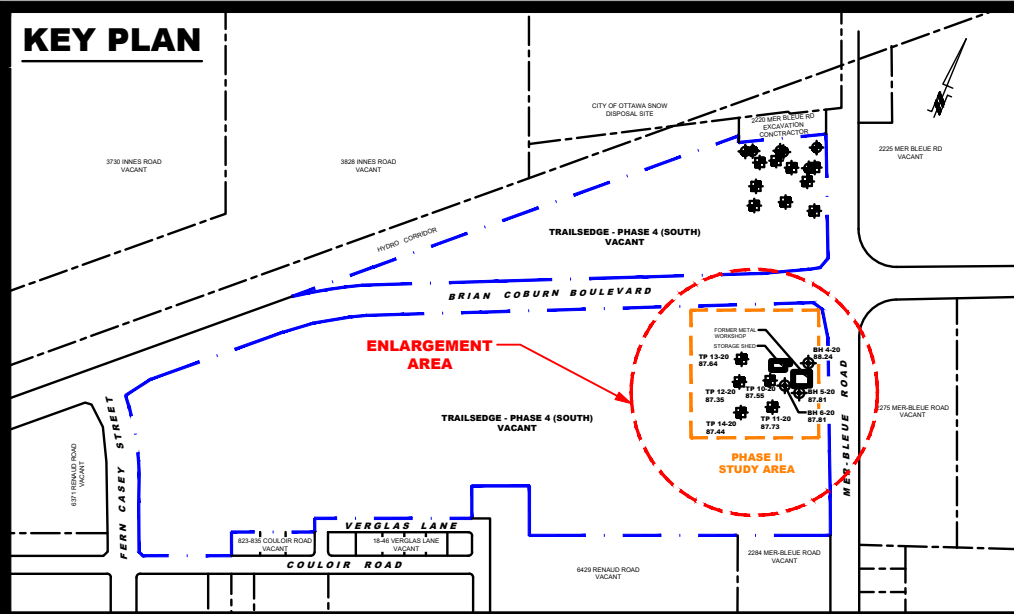 KEY PLAN
CITY OF OTTAWA SNOW
DISPOSAL SITE
2220 MER BLEUE RD
EXCAVATION
CONCTRACTOR
N
3730 INNES ROAD
VACANT
3828 INNES ROAD
VACANT
2225 MER BLEUE RD
VACANT
HYDRO CORRIDOR
TRAILSEDGE - PHASE 4 (SOUTH)
VACANT
BRIAN COBURN BOULEVARD
ENLARGEMENT
AREA
FORMER METAL
WORKSHOP
STORAGE SHED
BH 4-20
88.24
TP 13-20
87.64
TP 12-20
87.35
TP 10-20
87.55
BH 5-20
87.81
BH 6-20
87.81
TP 11-20
87.73
TP 14-20
87.44
MER-BLEUE ROAD
2275 MER-BLEUE ROAD
VACANT
TRAILSEDGE - PHASE 4 (SOUTH)
VACANT
PHASE II
STUDY AREA
6371 RENAUD ROAD
VACANT
FERN CASEY STREET
VERGLAS LANE
823-835 COULOIR ROAD
VACANT
18-46 VERGLAS LANE
VACANT
COULOIR ROAD
6429 RENAUD ROAD
VACANT
2284 MER-BLEUE ROAD
VACANT